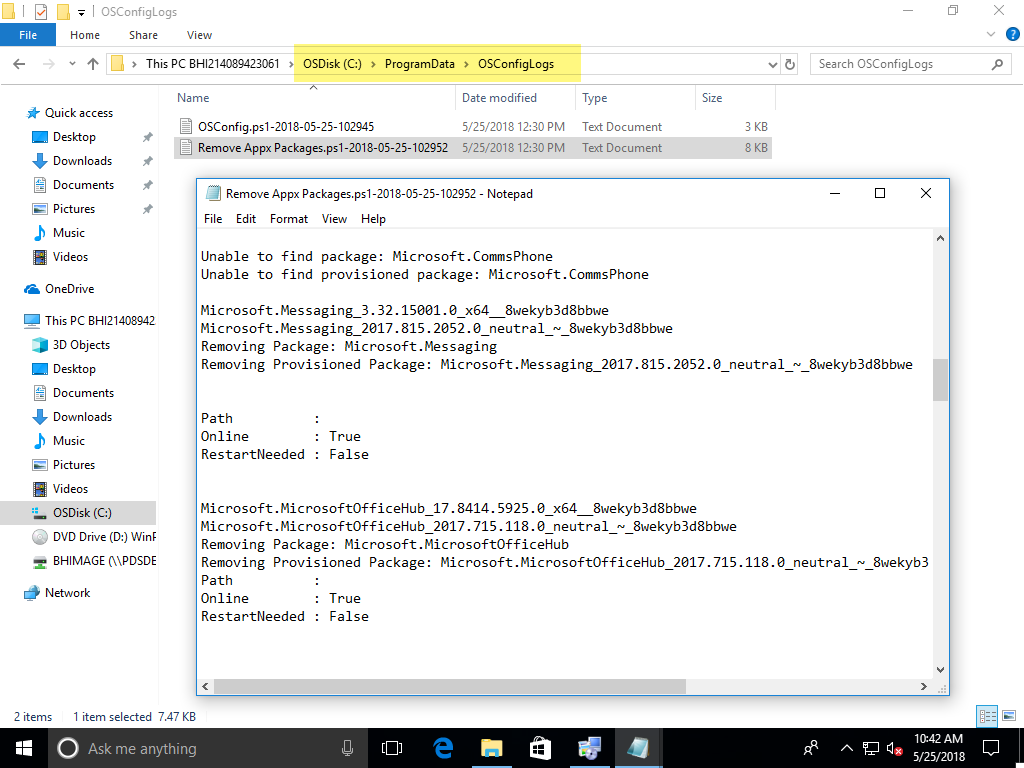 OSConfigLogs
File Home Share View
This PC BHI214089423061 OSDisk (C:) ProgramData OSConfigLogs
Search OSConfigLogs
Name Date modified Type Size
OSConfig.ps1-2018-05-25-102945 5/25/2018 12:30 PM Text Document 3 KB
Remove Appx Packages.ps1-2018-05-25-102952 5/25/2018 12:30 PM Text Document 8 KB
Quick access
Desktop
Downloads
Documents
Pictures
Music
Videos
OneDrive
This PC BHI21408942
3D Objects
Desktop
Documents
Downloads
Music
Pictures
Videos
OSDisk (C:)
DVD Drive (D:) WinP
BHIMAGE (\\PDSDE
Network
Remove Appx Packages.ps1-2018-05-25-102952 - Notepad
File Edit Format View Help
Unable to find package: Microsoft.CommsPhone
Unable to find provisioned package: Microsoft.CommsPhone
Microsoft.Messaging_3.32.15001.0_x64__8wekyb3d8bbwe
Microsoft.Messaging_2017.815.2052.0_neutral_~_8wekyb3d8bbwe
Removing Package: Microsoft.Messaging
Removing Provisioned Package: Microsoft.Messaging_2017.815.2052.0_neutral_~_8wekyb3d8bbwe
Path :
Online : True
RestartNeeded : False
Microsoft.MicrosoftOfficeHub_17.8414.5925.0_x64__8wekyb3d8bbwe
Microsoft.MicrosoftOfficeHub_2017.715.118.0_neutral_~_8wekyb3d8bbwe
Removing Package: Microsoft.MicrosoftOfficeHub
Removing Provisioned Package: Microsoft.MicrosoftOfficeHub_2017.715.118.0_neutral_~_8wekyb3
Path :
Online : True
RestartNeeded : False
2 items 1 item selected 7.47 KB
Ask me anything
10:42 AM
5/25/2018